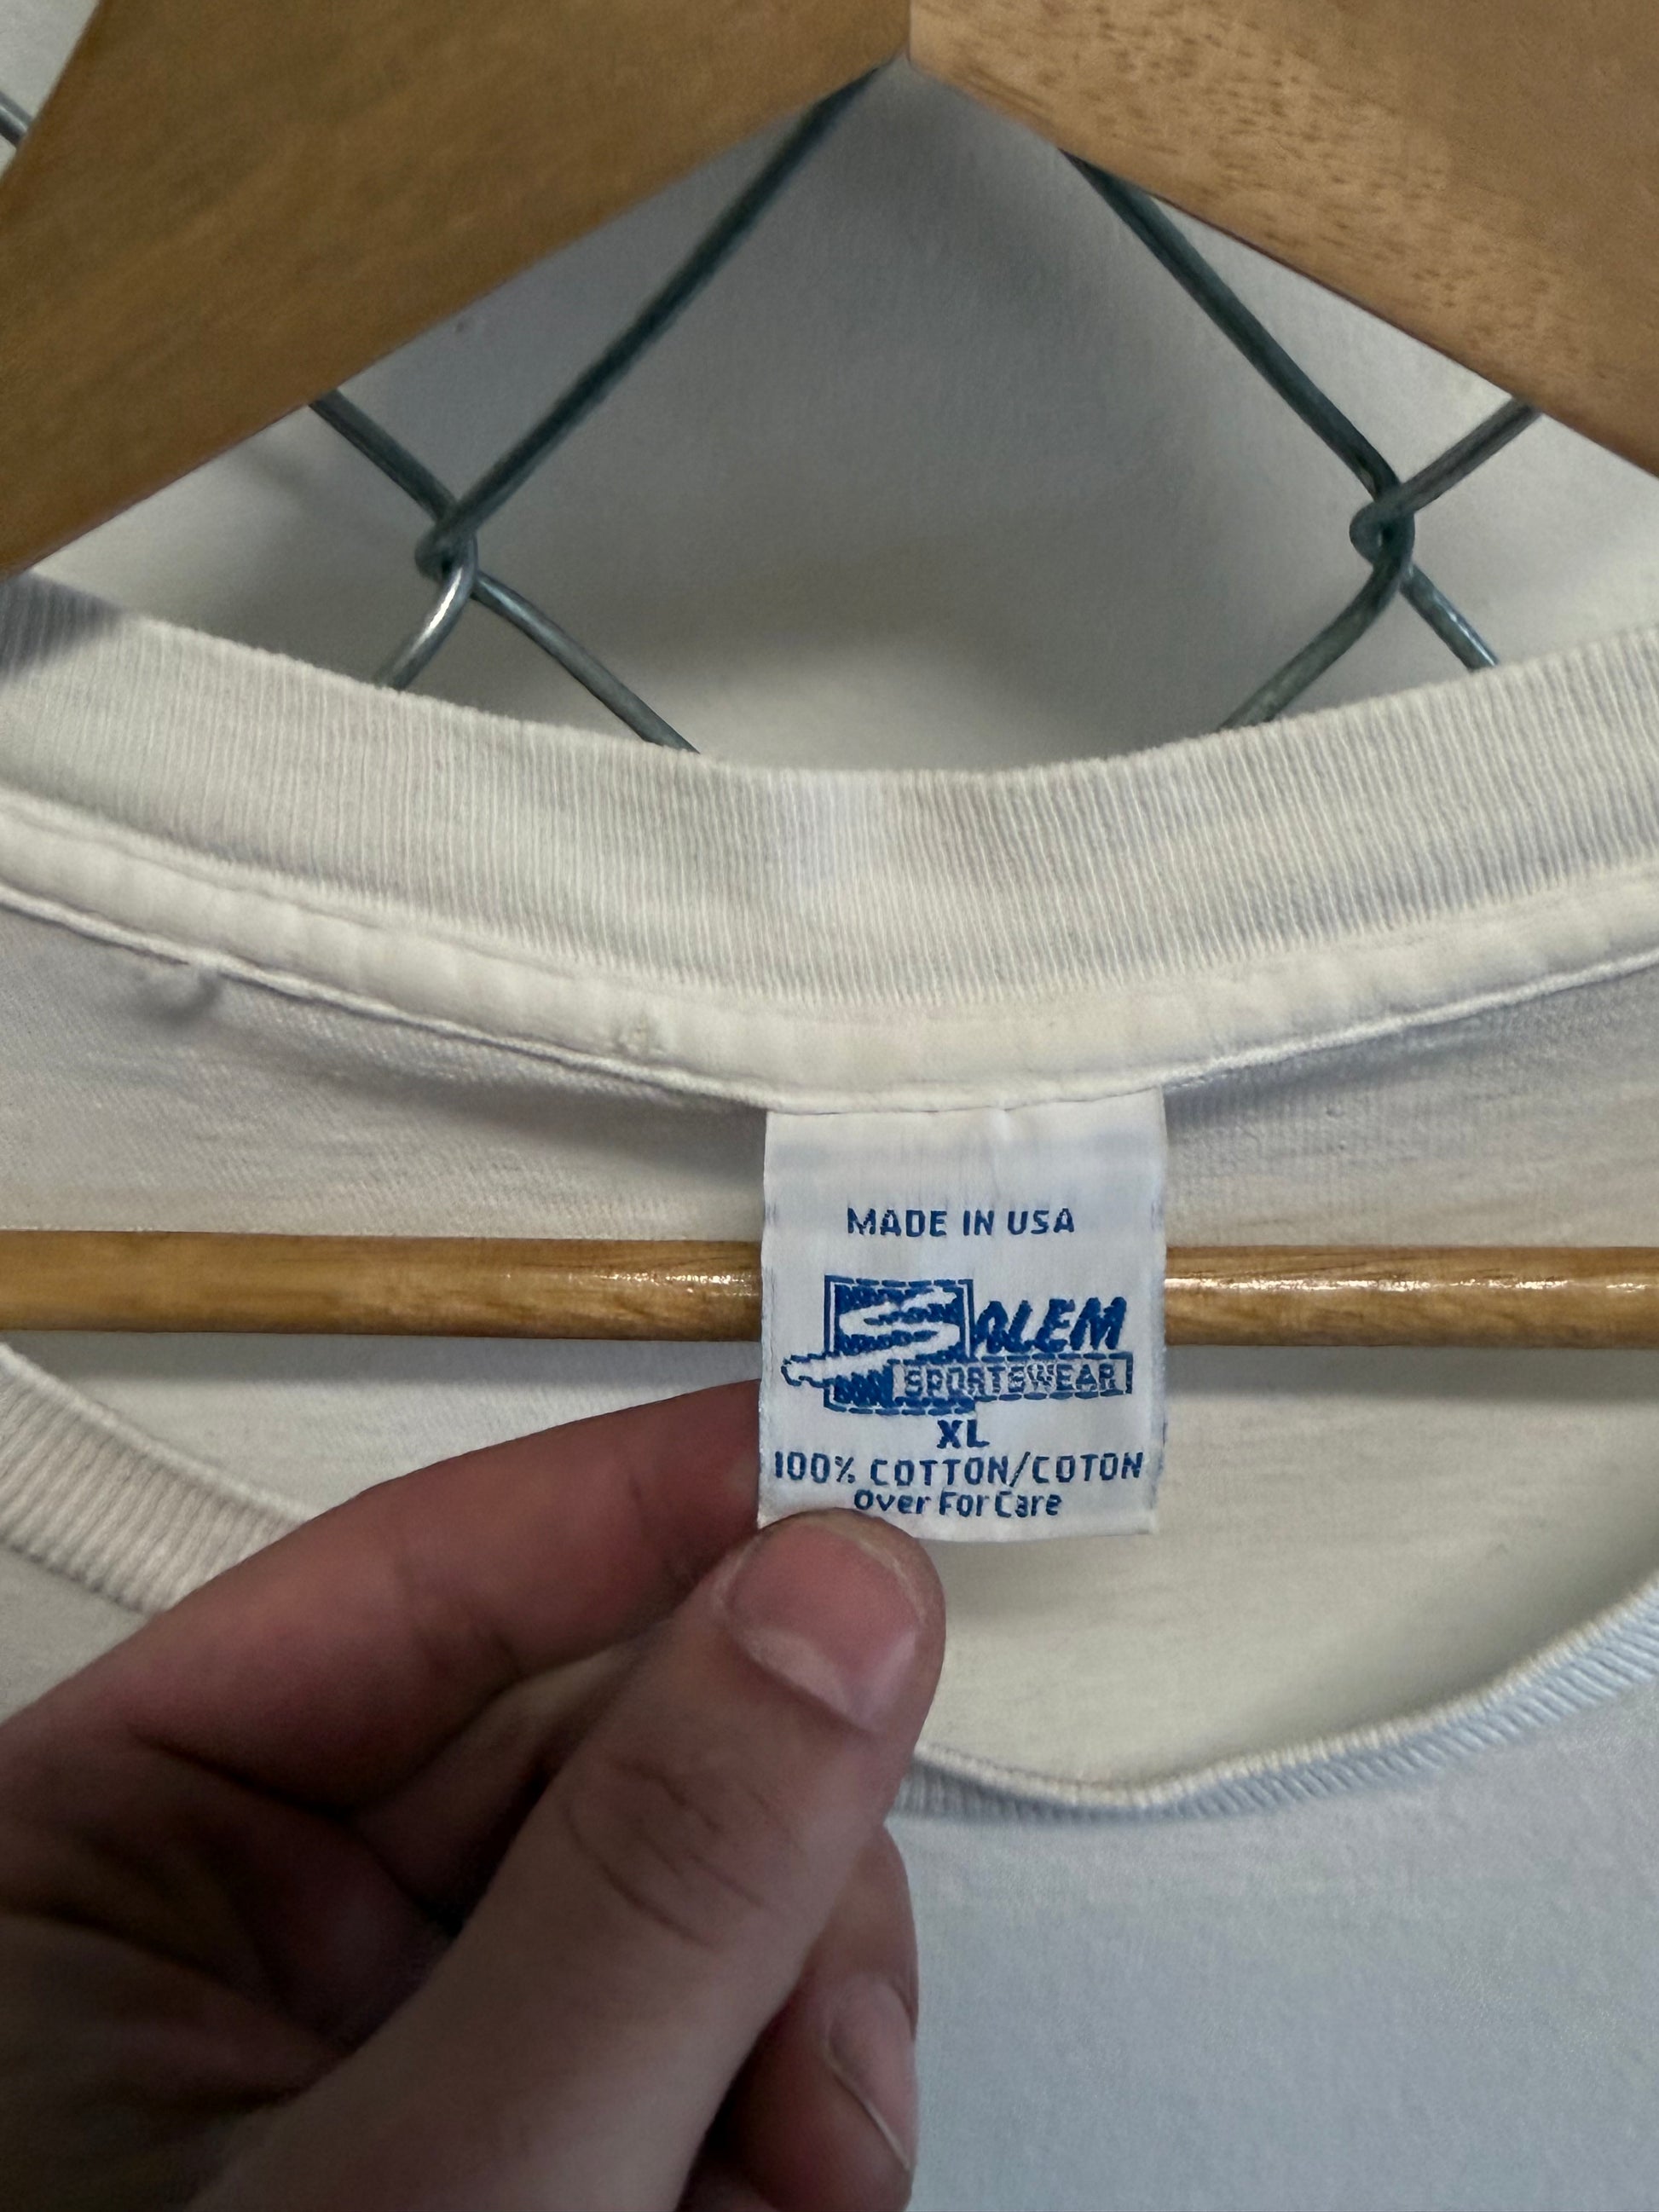 MADE IN USA
SALEM
SPORTSWEAR
XL
100% COTTON/COTON
Over For Care